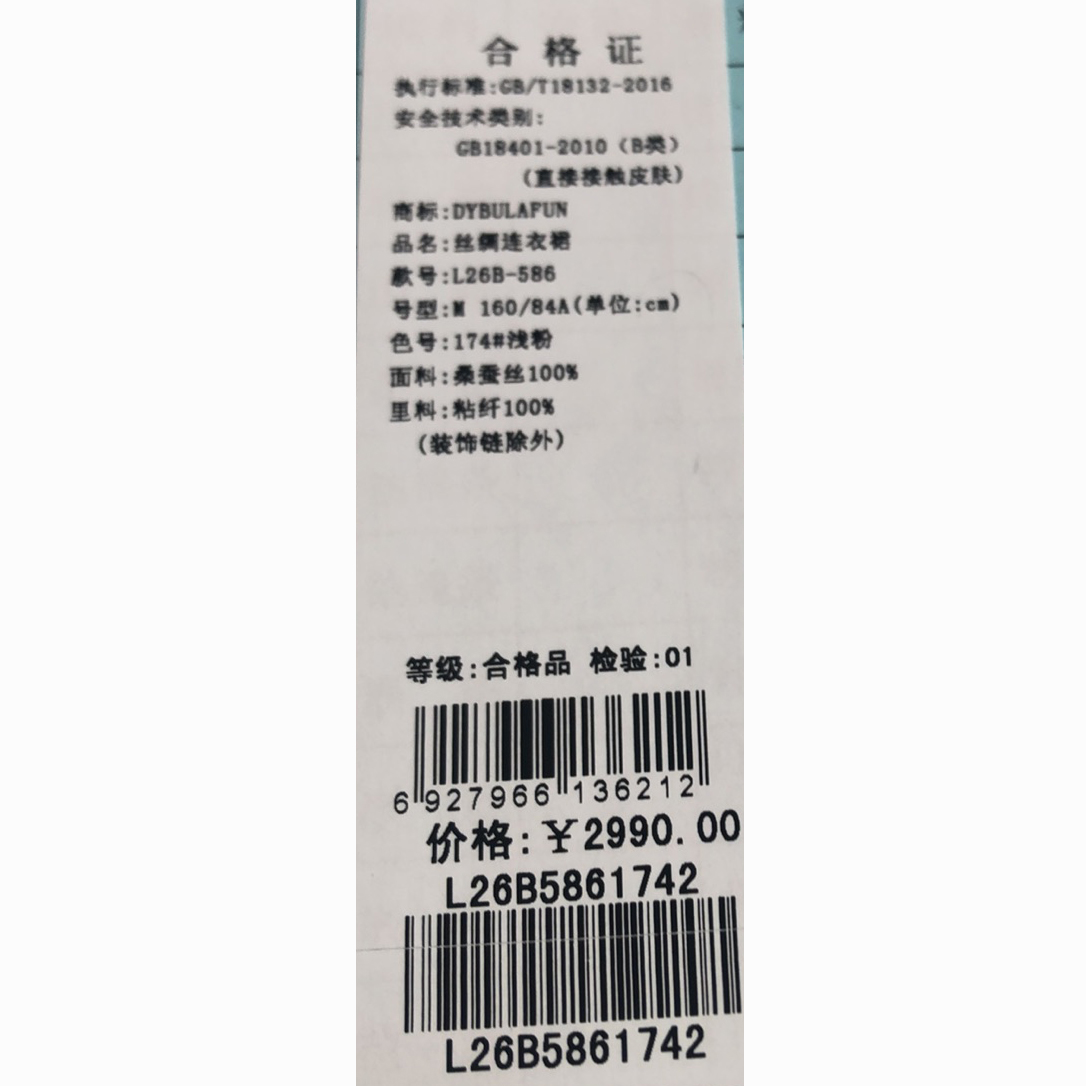 合格证
执行标准:GB/T18132-2016
安全技术类别:
GB18401-2010（B类）
(直接接触皮肤)
商标:DYBULAFUN
品名:丝绸连衣裙
款号:L26B-586
号型:M 160/84A(单位:cm)
色号:174#浅粉
面料:桑蚕丝100%
里料:粘纤100%
(装饰链除外)
等级:合格品 检验:01
6 927966 136212
价格:￥2990.00
L26B5861742
L26B5861742